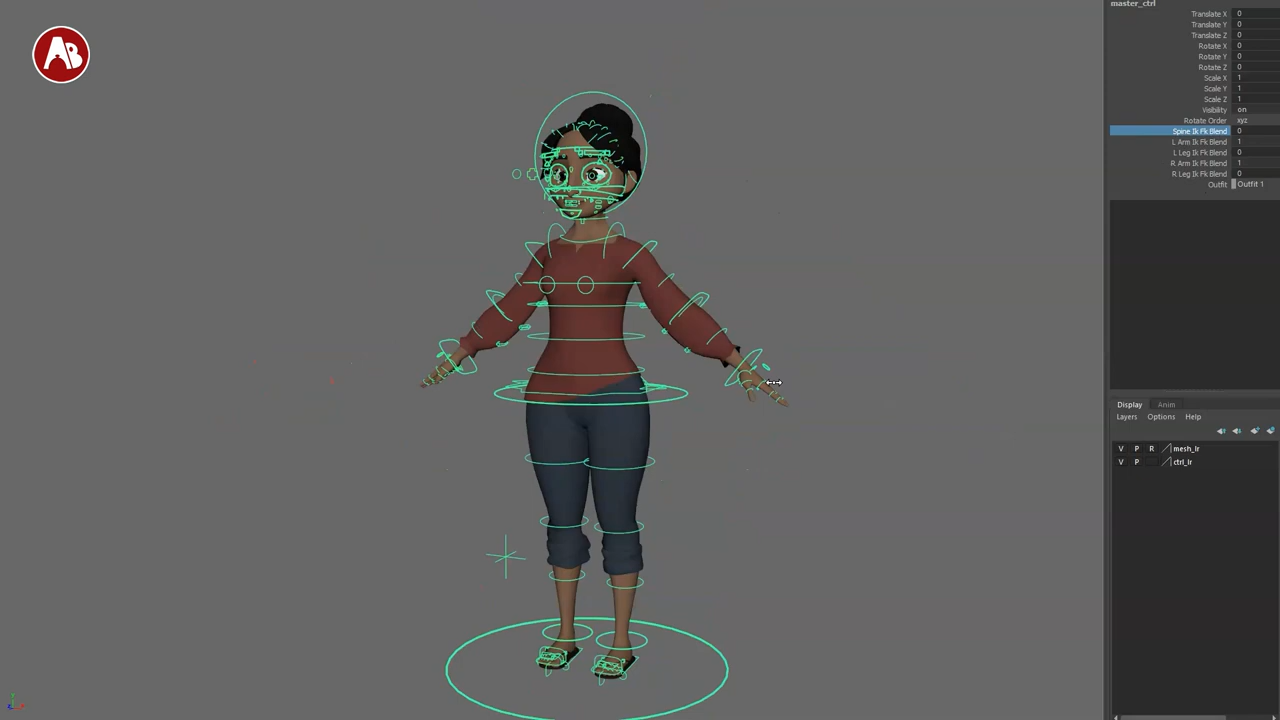 AB
master_ctrl
Translate X 0
Translate Y 0
Translate Z 0
Rotate X 0
Rotate Y 0
Rotate Z 0
Scale X 1
Scale Y 1
Scale Z 1
Visibility on
Rotate Order xyz
Spine Ik Fk Blend 0
L Arm Ik Fk Blend 1
L Leg Ik Fk Blend 0
R Arm Ik Fk Blend 1
R Leg Ik Fk Blend 0
Outfit Outfit 1
Display Anim
Layers Options Help
V P R mesh_lr
V P ctrl_lr